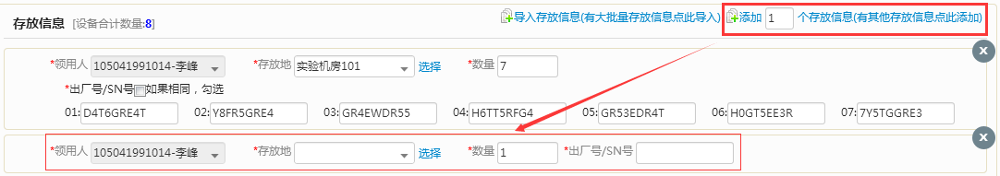 存放信息 [设备合计数量:8] 导入存放信息(有大批量存放信息点此导入) 添加 1 个存放信息(有其他存放信息点此添加)
*领用人 105041991014-李峰 *存放地 实验机房101 选择 *数量 7
*出厂号/SN号 如果相同，勾选
01: D4T6GRE4T 02: Y8FR5GRE4 03: GR4EWDR55 04: H6TT5RFG4 05: GR53EDR4T 06: H0GT5EE3R 07: 7Y5TGGRE3
*领用人 105041991014-李峰 *存放地 选择 *数量 1 *出厂号/SN号